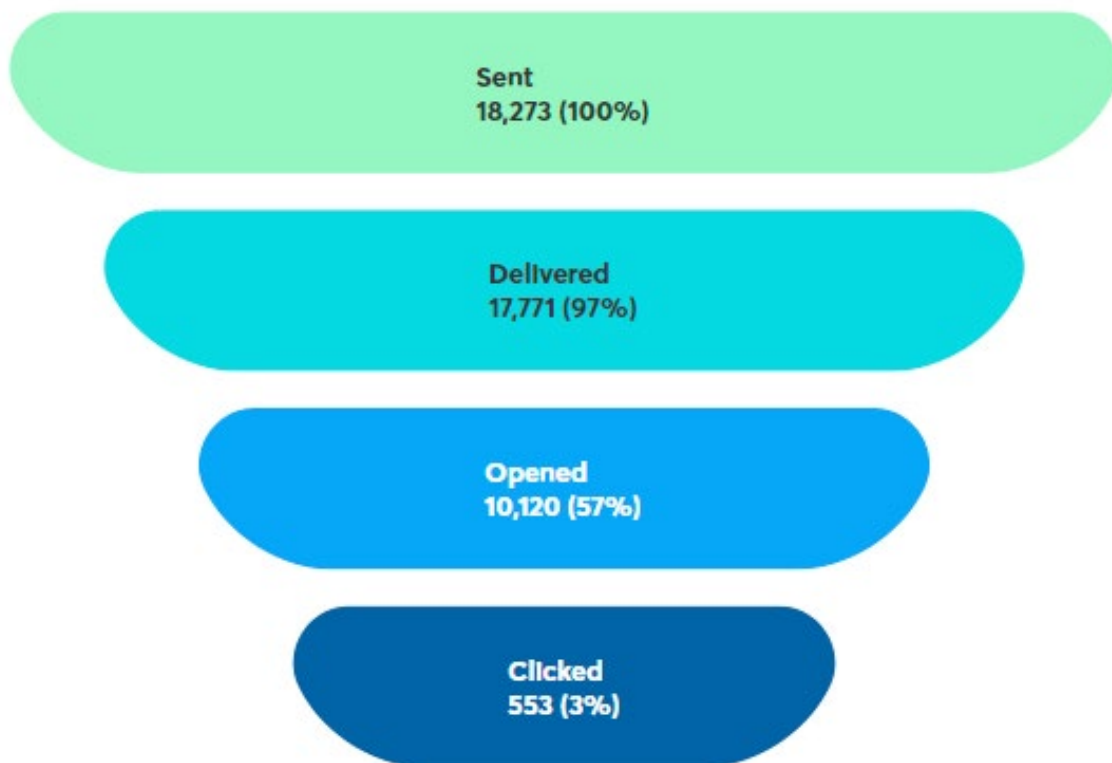 Sent
18,273 (100%)
Delivered
17,771 (97%)
Opened
10,120 (57%)
Clicked
553 (3%)